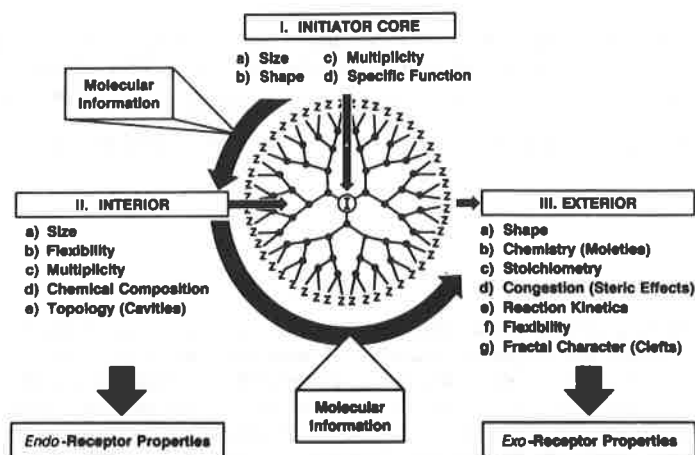 I. INITIATOR CORE
a) Size c) Multiplicity
b) Shape d) Specific Function
Molecular
Information
I
II. INTERIOR
a) Size
b) Flexibility
c) Multiplicity
d) Chemical Composition
e) Topology (Cavities)
III. EXTERIOR
a) Shape
b) Chemistry (Moieties)
c) Stoichiometry
d) Congestion (Steric Effects)
e) Reaction Kinetics
f) Flexibility
g) Fractal Character (Clefts)
Molecular
Information
Endo-Receptor Properties
Exo-Receptor Properties